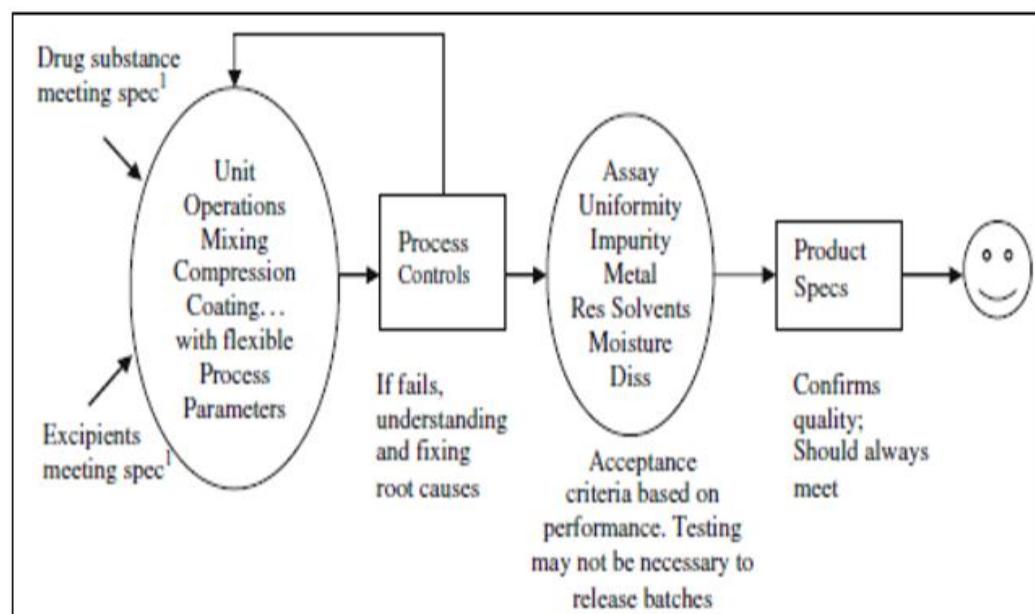 Drug substance
meeting spec1
Unit
Operations
Mixing
Compression
Coating...
with flexible
Process
Parameters
Excipients
meeting spec1
Process
Controls
If fails,
understanding
and fixing
root causes
Assay
Uniformity
Impurity
Metal
Res Solvents
Moisture
Diss
Acceptance
criteria based on
performance. Testing
may not be necessary to
release batches
Product
Specs
Confirms
quality;
Should always
meet